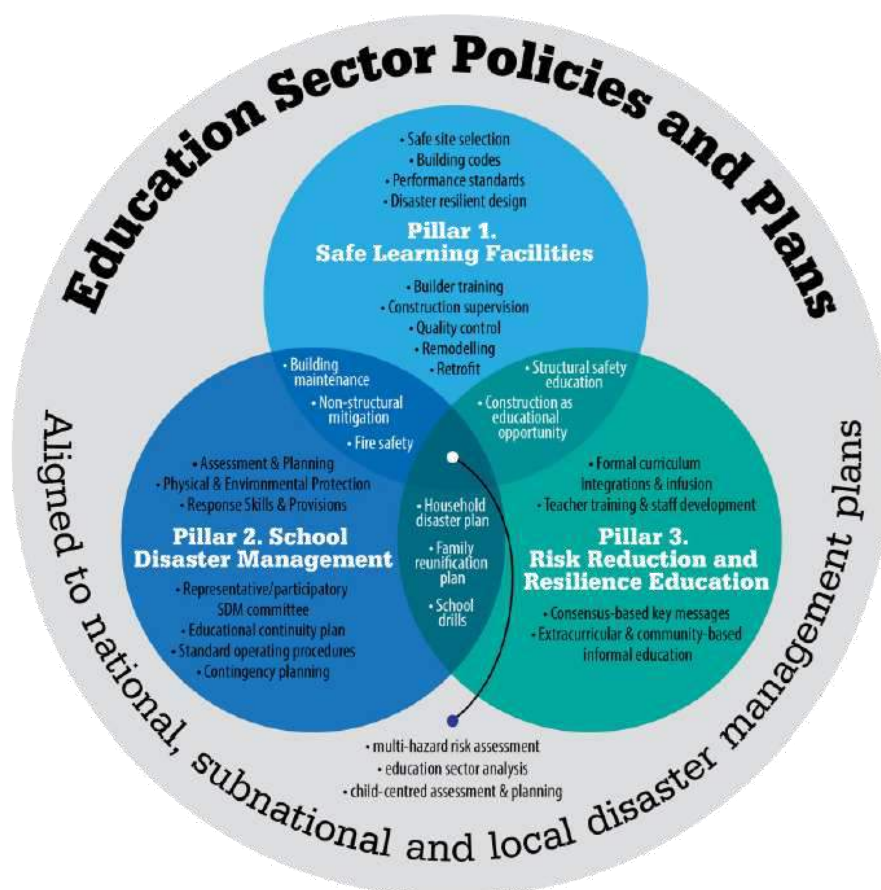 Education Sector Policies and Plans
• Safe site selection
• Building codes
• Performance standards
• Disaster resilient design
Pillar 1.
Safe Learning Facilities
• Builder training
• Construction supervision
• Quality control
• Remodelling
• Retrofit
• Building
maintenance
• Non-structural
mitigation
• Fire safety
• Structural safety
education
• Construction as
educational
opportunity
• Assessment & Planning
• Physical & Environmental Protection
• Response Skills & Provisions
Pillar 2. School
Disaster Management
• Representative/participatory
SDM committee
• Educational continuity plan
• Standard operating procedures
• Contingency planning
• Household
disaster plan
• Family
reunification
plan
• School
drills
• Formal curriculum
integrations & infusion
• Teacher training & staff development
Pillar 3.
Risk Reduction and
Resilience Education
• Consensus-based key messages
• Extracurricular & community-based
informal education
• multi-hazard risk assessment
• education sector analysis
• child-centred assessment & planning
Aligned to national, subnational and local disaster management plans